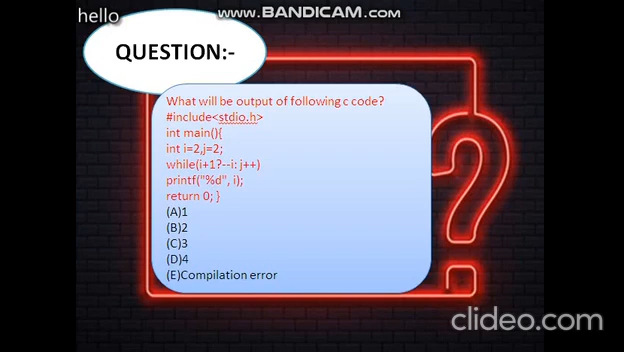 hello
www.BANDICAM.com
QUESTION:-
What will be output of following c code?
#include<stdio.h>
int main(){
int i=2,j=2;
while(i+1?--i: j++)
printf("%d", i);
return 0; }
(A)1
(B)2
(C)3
(D)4
(E)Compilation error
clideo.com